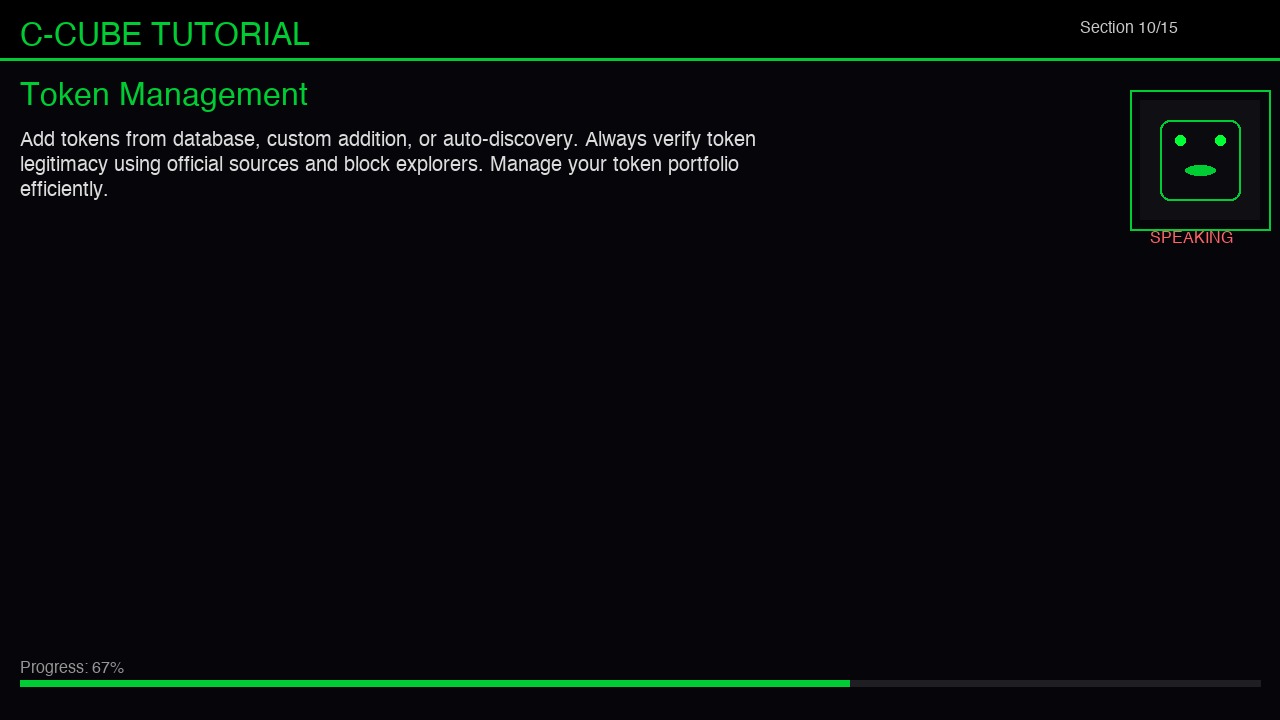 C-CUBE TUTORIAL
Section 10/15
Token Management
Add tokens from database, custom addition, or auto-discovery. Always verify token
legitimacy using official sources and block explorers. Manage your token portfolio
efficiently.
SPEAKING
Progress: 67%